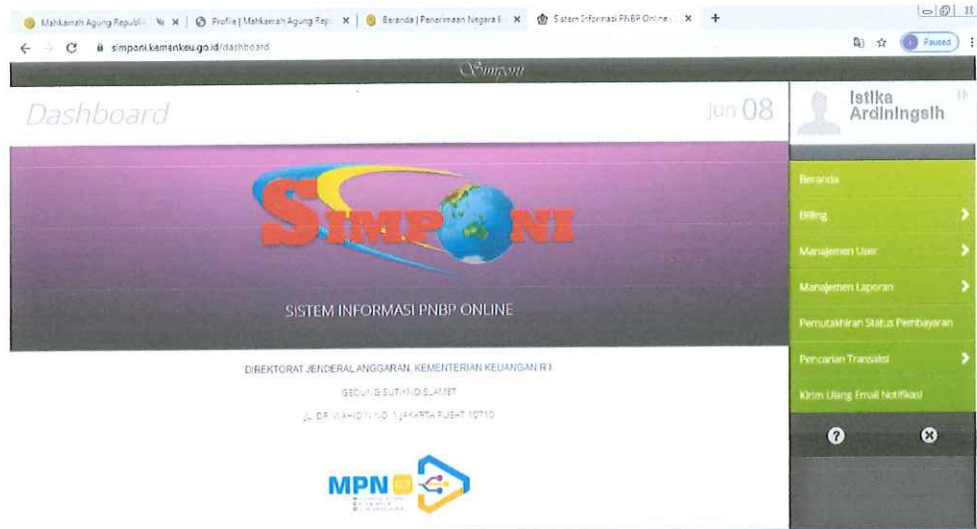 Mahkamah Agung Republi
Profile | Mahkamah Agung Repu
Beranda | Penerimaan Negara E
Sistem Informasi PNBP Online
simponi.kemenkeu.go.id/dashboard
Paused
Simponi
Dashboard
jun 08
Istika
Ardiningsih
SIMPONI
SISTEM INFORMASI PNBP ONLINE
Beranda
Billing
Manajemen User
Manajemen Laporan
Pemutakhiran Status Pembayaran
Pencarian Transaksi
Kirim Ulang Email Notifikasi
DIREKTORAT JENDERAL ANGGARAN, KEMENTERIAN KEUANGAN R.I
GEDUNG SUTIKNO SLAMET
JL. DR. WAHIDIN NO. 1 JAKARTA PUSAT 10710
MPN G3